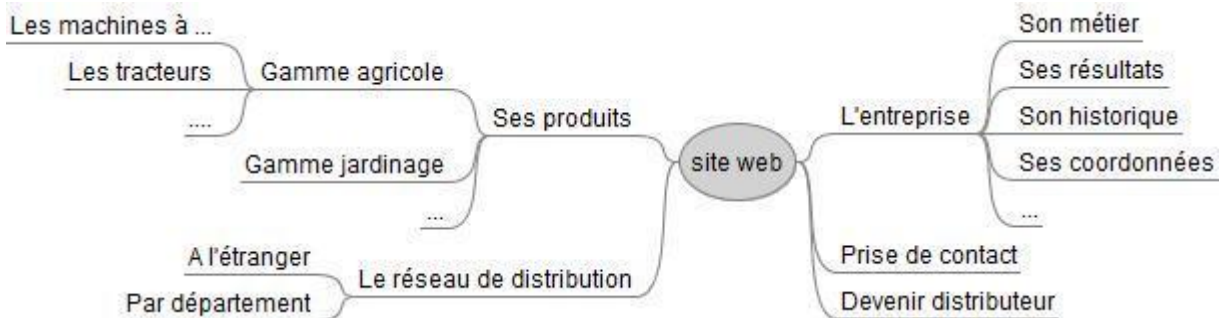 Les machines à ...
Les tracteurs
....
Gamme agricole
Gamme jardinage
...
Ses produits
A l'étranger
Par département
Le réseau de distribution
site web
L'entreprise
Son métier
Ses résultats
Son historique
Ses coordonnées
...
Prise de contact
Devenir distributeur